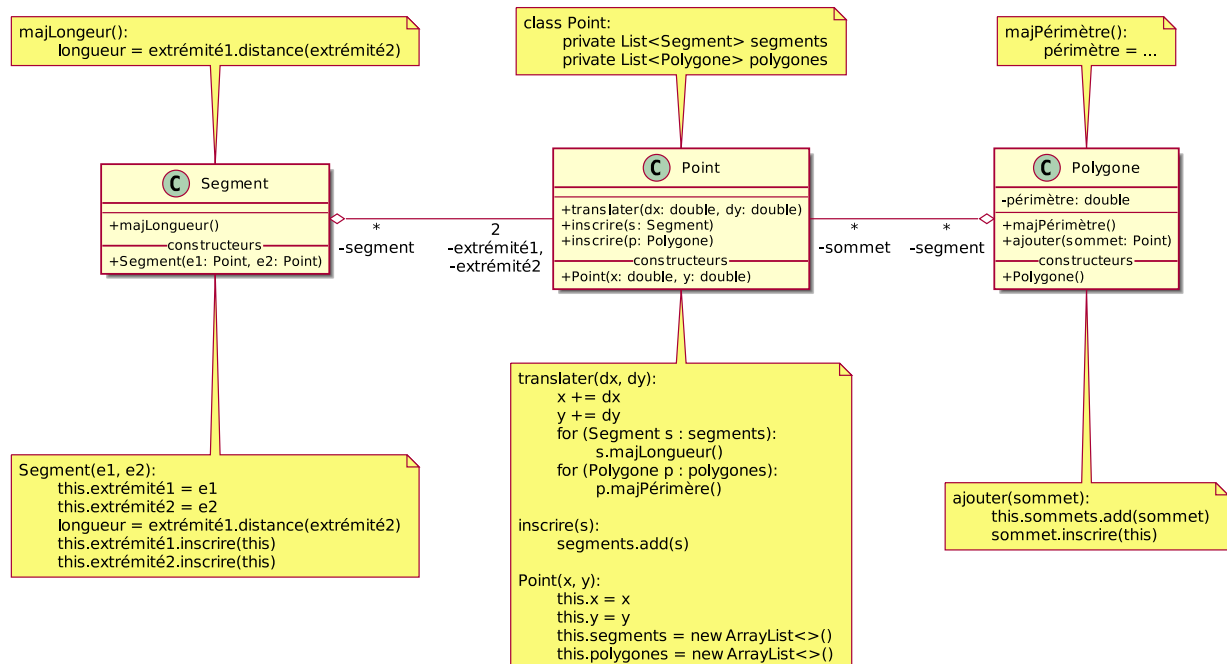 majLongeur():
longueur = extrémité1.distance(extrémité2)
class Point:
private List<Segment> segments
private List<Polygone> polygones
majPérimètre():
périmètre = ...
C Segment
+majLongueur()
constructeurs
+Segment(e1: Point, e2: Point)
*
-segment
2
-extrémité1,
-extrémité2
C Point
+translater(dx: double, dy: double)
+inscrire(s: Segment)
+inscrire(p: Polygone)
constructeurs
+Point(x: double, y: double)
*
-sommet
*
-segment
C Polygone
-périmètre: double
+majPérimètre()
+ajouter(sommet: Point)
constructeurs
+Polygone()
Segment(e1, e2):
this.extrémité1 = e1
this.extrémité2 = e2
longueur = extrémité1.distance(extrémité2)
this.extrémité1.inscrire(this)
this.extrémité2.inscrire(this)
translater(dx, dy):
x += dx
y += dy
for (Segment s : segments):
s.majLongueur()
for (Polygone p : polygones):
p.majPérimère()
inscrire(s):
segments.add(s)
Point(x, y):
this.x = x
this.y = y
this.segments = new ArrayList<>()
this.polygones = new ArrayList<>()
ajouter(sommet):
this.sommets.add(sommet)
sommet.inscrire(this)